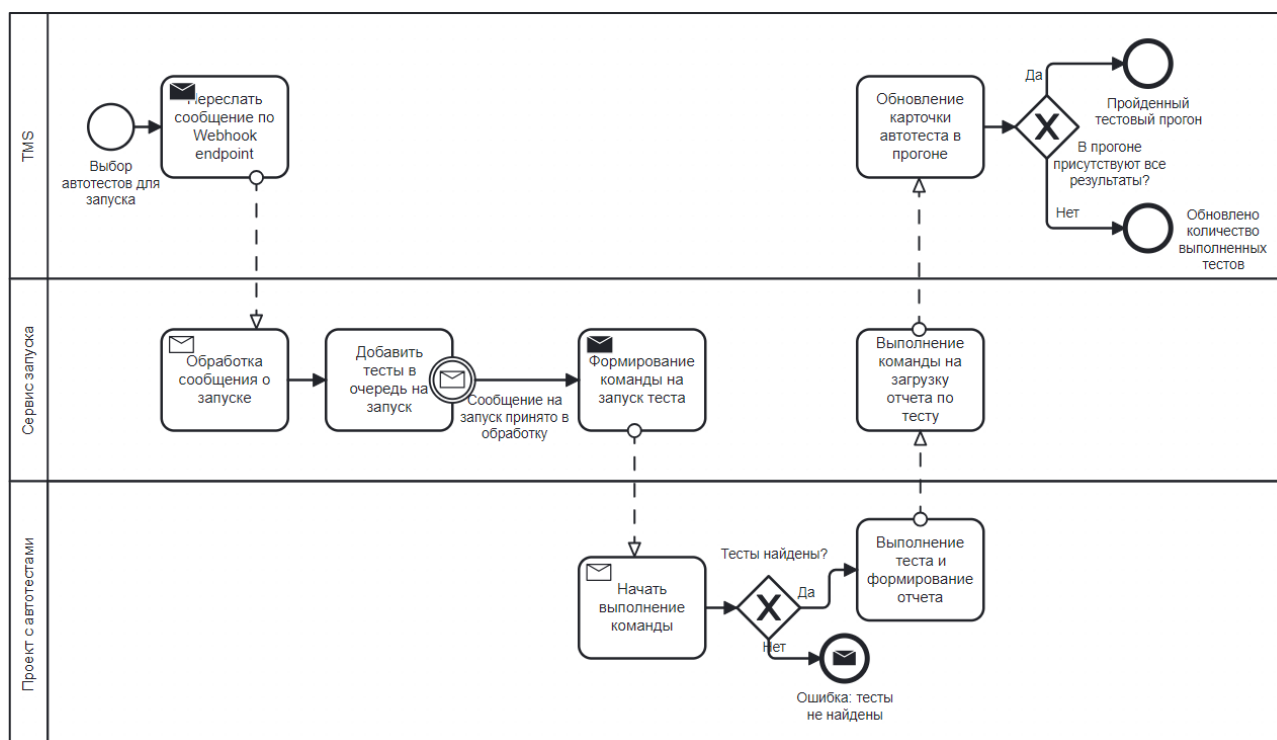 TMS
Переслать
сообщение по
Webhook
endpoint
Выбор
автотестов для
запуска
Обновление
карточки
автотеста в
прогоне
Да
Пройденный
тестовый прогон
В прогоне
присутствуют все
результаты?
Нет
Обновлено
количество
выполненных
тестов
Сервис запуска
Обработка
сообщения о
запуске
Добавить
тесты в
очередь на
запуск
Сообщение на
запуск принято в
обработку
Формирование
команды на
запуск теста
Выполнение
команды на
загрузку
отчета по
тесту
Проект с автотестами
Начать
выполнение
команды
Тесты найдены?
Да
Нет
Выполнение
теста и
формирование
отчета
Ошибка: тесты
не найдены